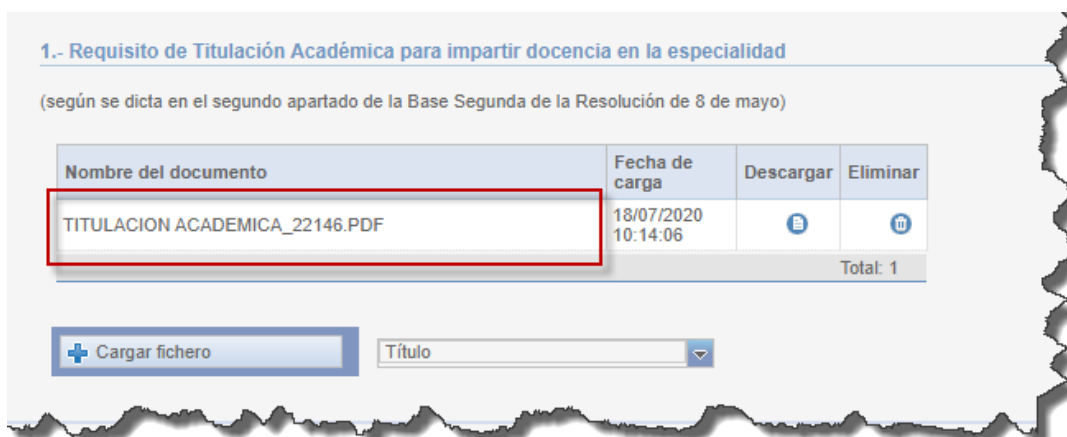 1.- Requisito de Titulación Académica para impartir docencia en la especialidad
(según se dicta en el segundo apartado de la Base Segunda de la Resolución de 8 de mayo)
Nombre del documento Fecha de carga Descargar Eliminar
TITULACION ACADEMICA_22146.PDF 18/07/2020 10:14:06
Total: 1
Cargar fichero Título